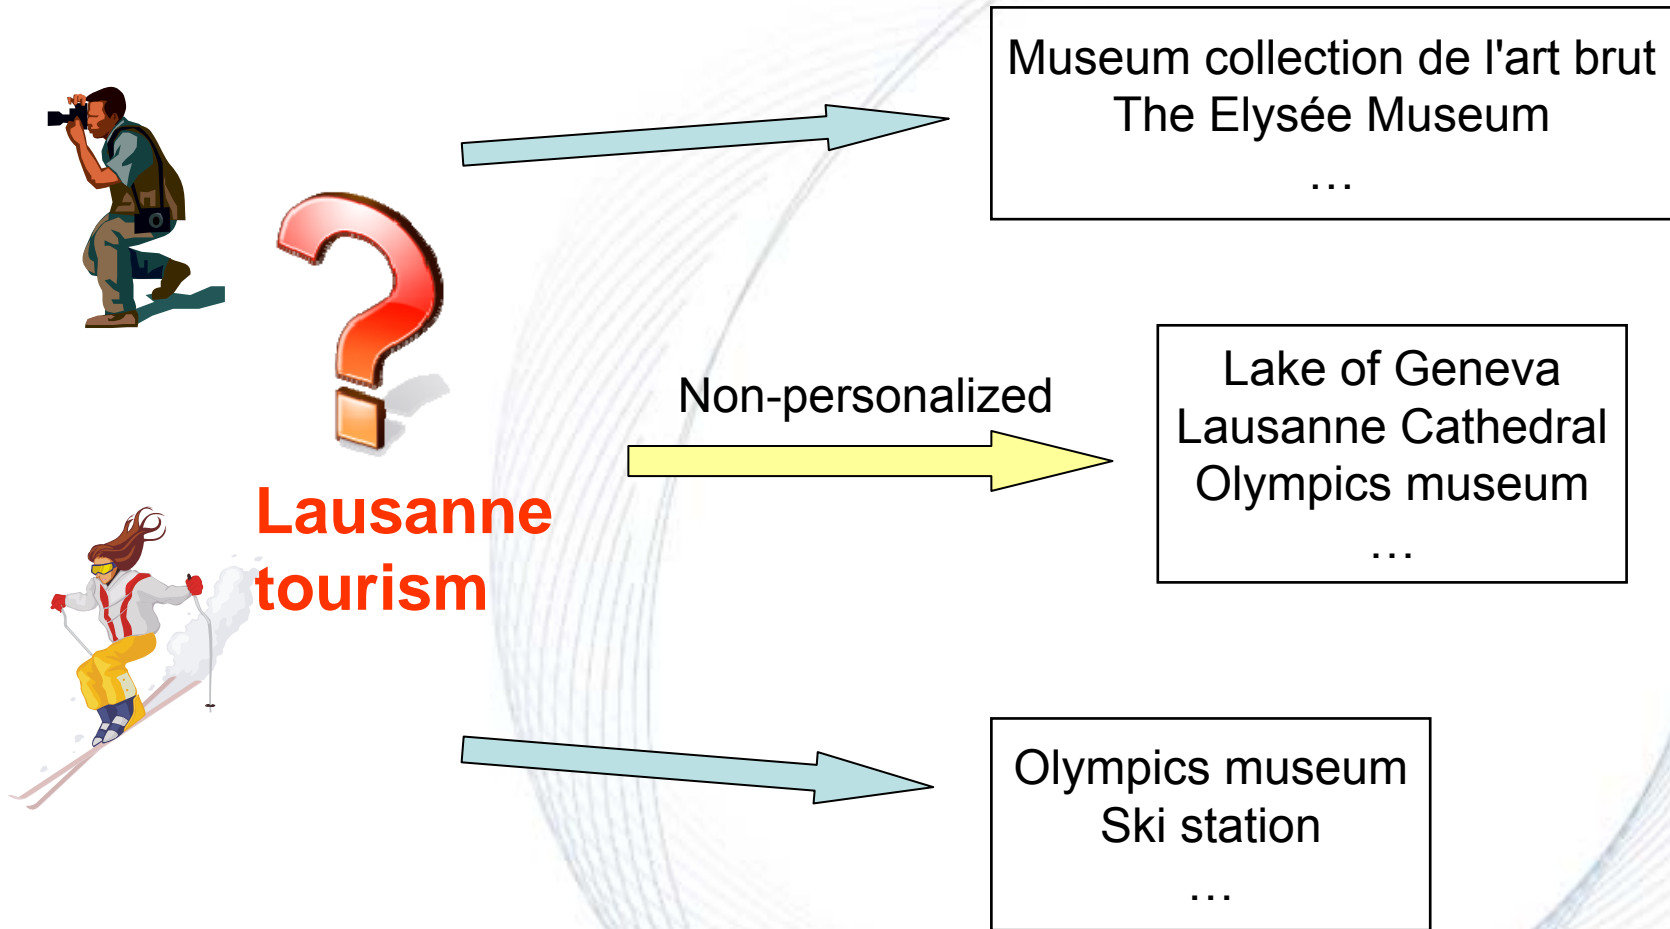 Museum collection de l'art brut
The Elysée Museum
…
Non-personalized
Lake of Geneva
Lausanne Cathedral
Olympics museum
…
Lausanne
tourism
Olympics museum
Ski station
…